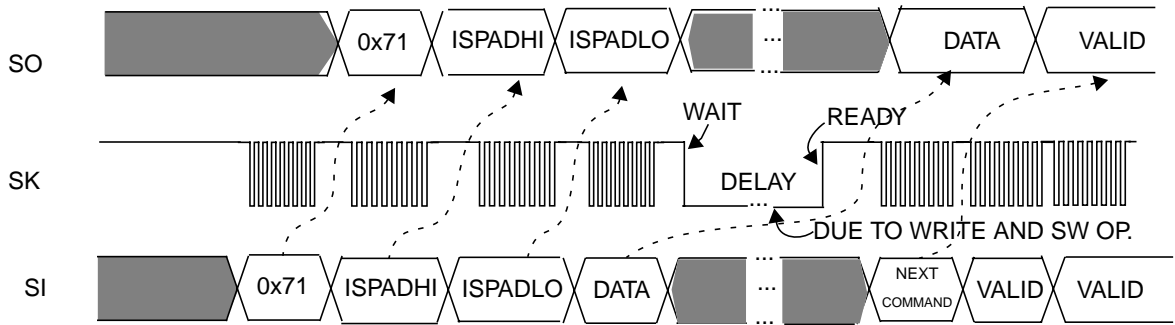 SO 0x71 ISPADHI ISPADLO ... ... DATA VALID
WAIT READY
SK DELAY ...
DUE TO WRITE AND SW OP.
SI 0x71 ISPADHI ISPADLO DATA ... ... ... NEXT COMMAND VALID VALID